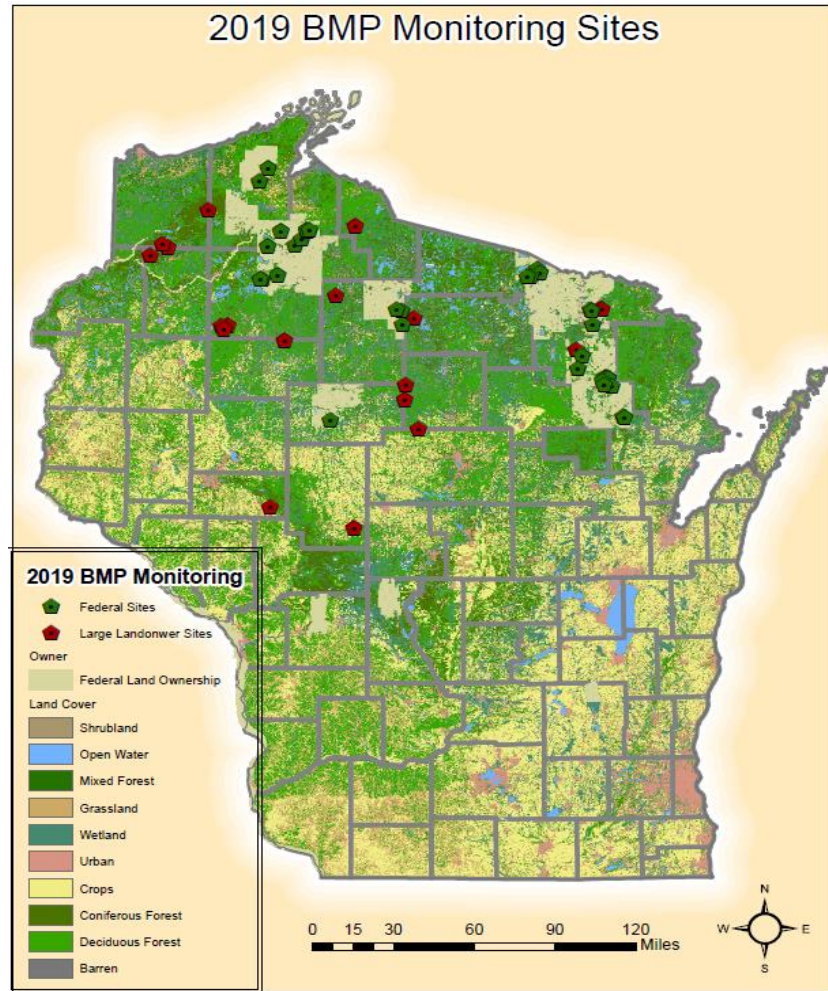 2019 BMP Monitoring Sites
2019 BMP Monitoring
Federal Sites
Large Landonwer Sites
Owner
Federal Land Ownership
Land Cover
Shrubland
Open Water
Mixed Forest
Grassland
Wetland
Urban
Crops
Coniferous Forest
Deciduous Forest
Barren
N
W E
S
0 15 30 60 90 120
Miles